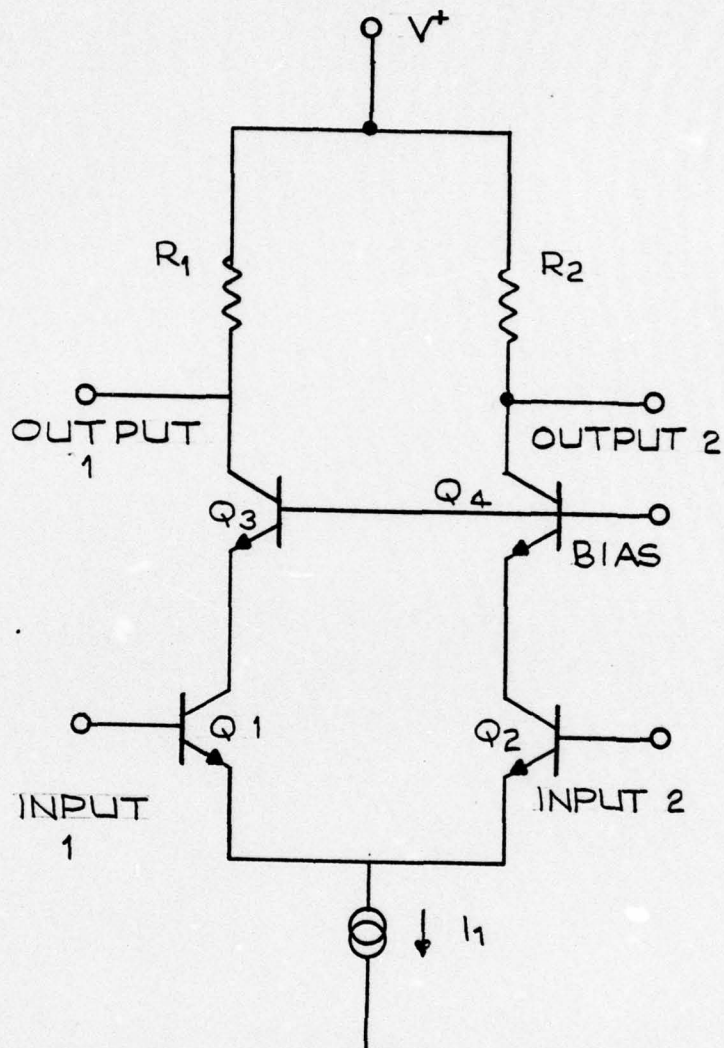 V+
R1
R2
OUTPUT
1
OUTPUT 2
Q3
Q4
BIAS
Q1
Q2
INPUT
1
INPUT 2
I1